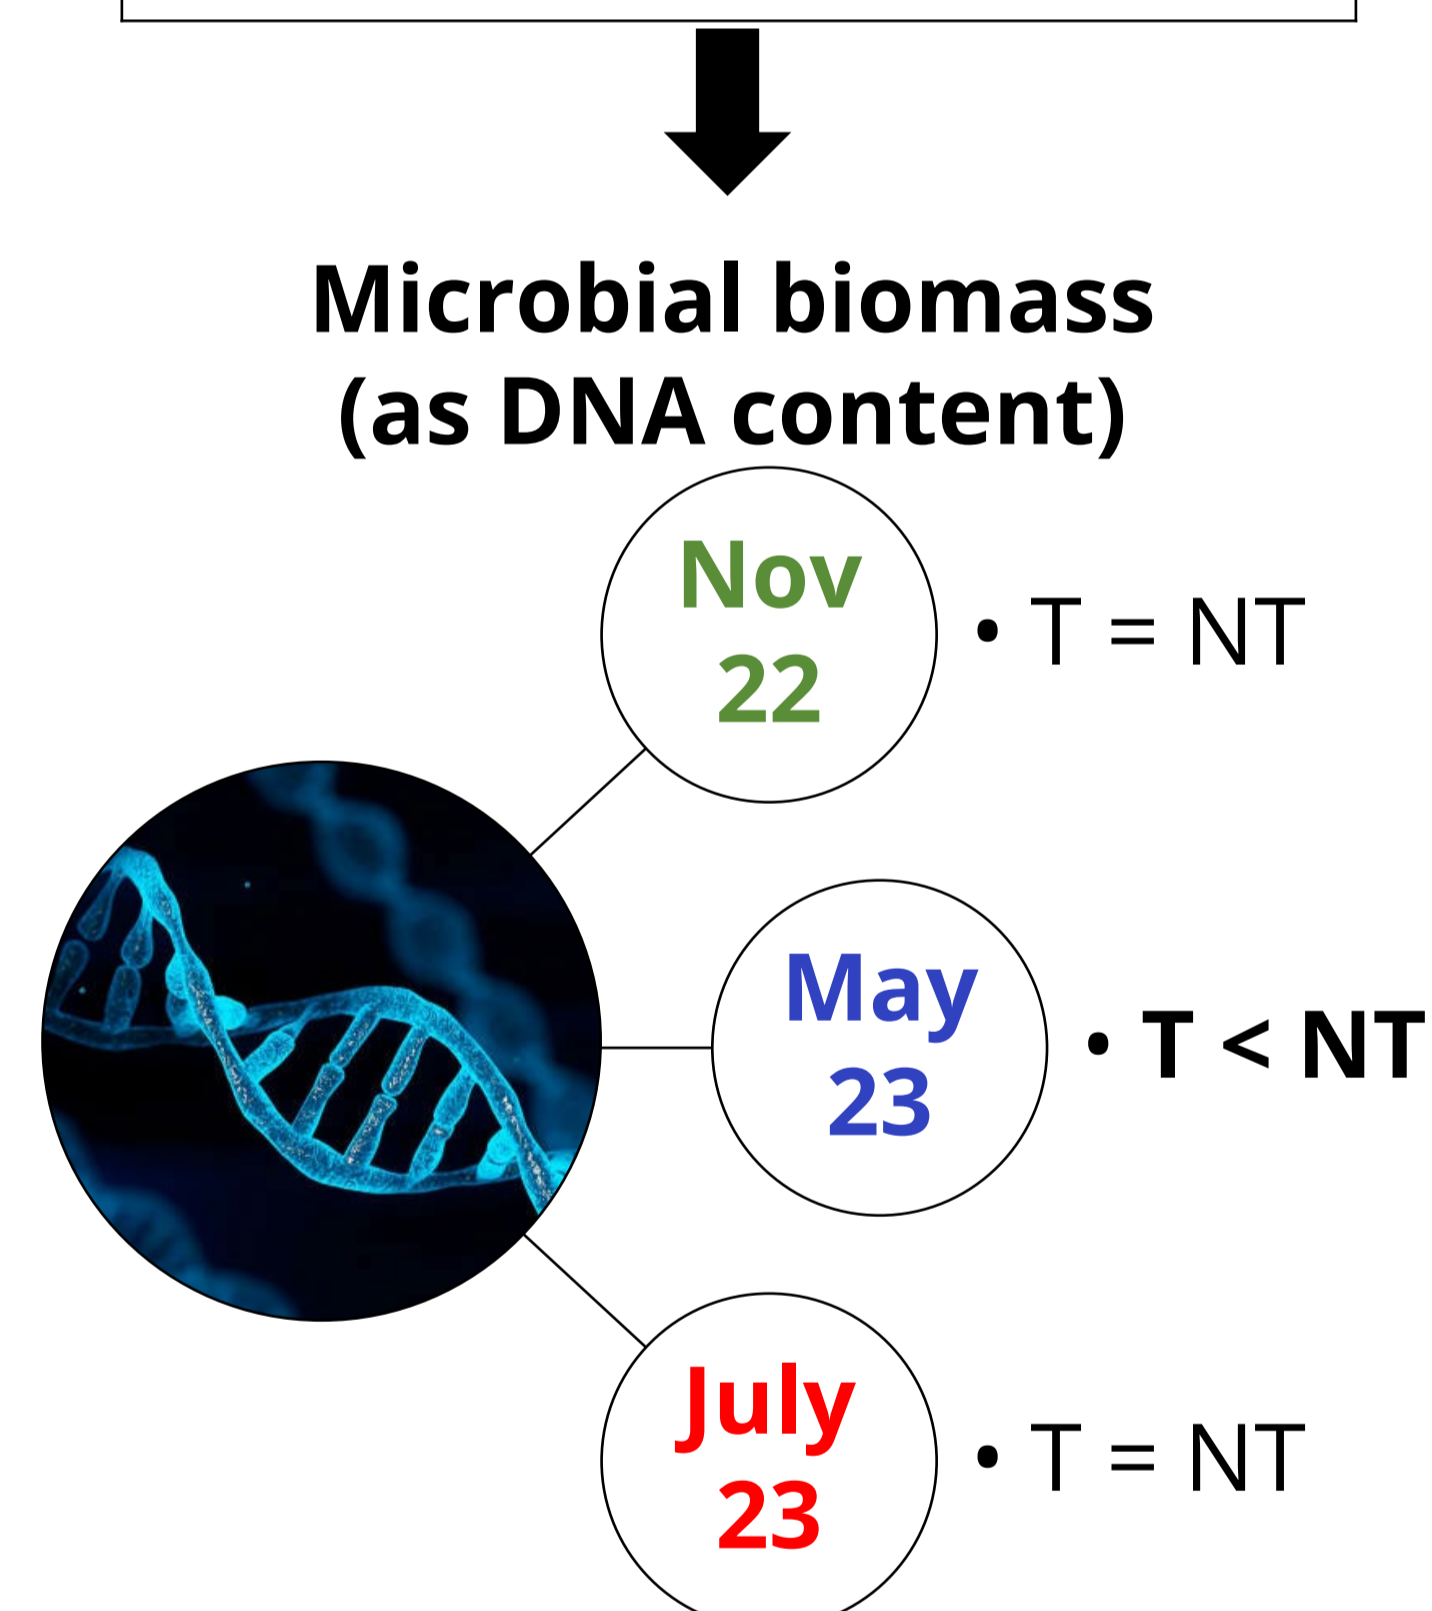 Microbial biomass
(as DNA content)
Nov
22
• T = NT
May
23
• T < NT
July
23
• T = NT